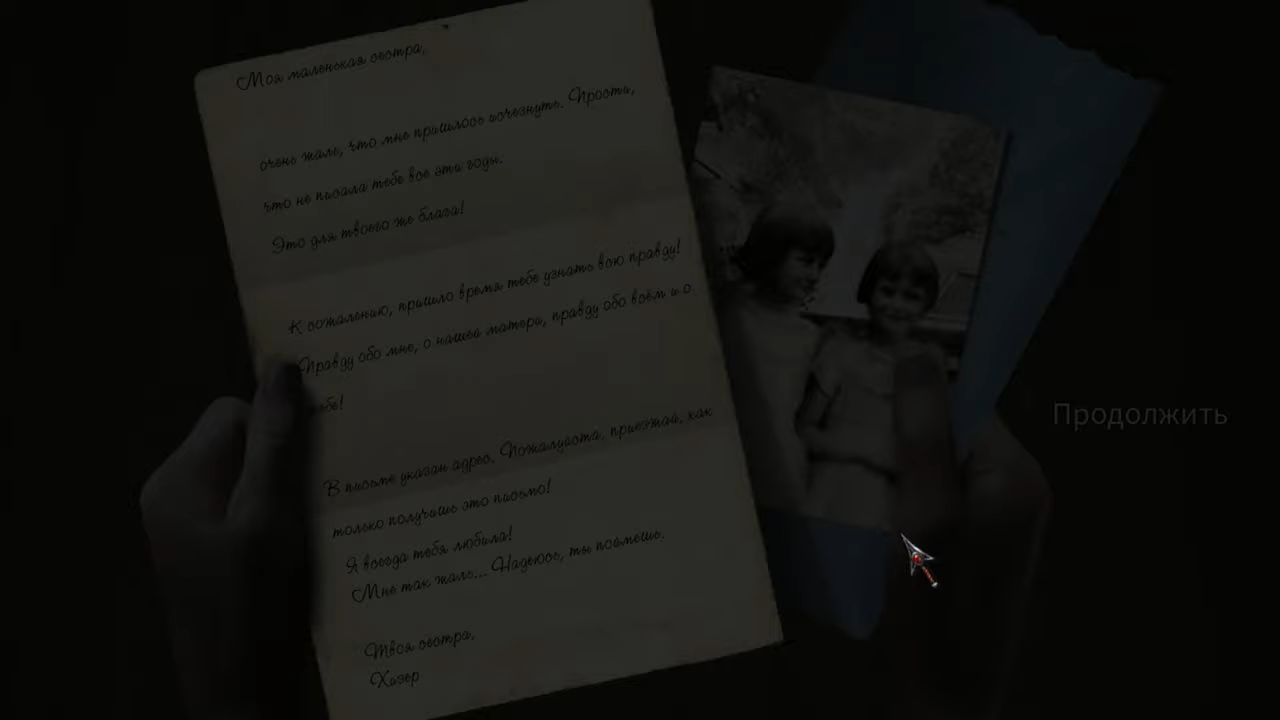 Моя маленькая сестра,
очень жаль, что мне пришлось исчезнуть. Прости,
что не писала тебе все эти годы.
Это для твоего же блага!
К сожалению, пришло время тебе узнать всю правду!
Правду обо мне, о нашей матери, правду обо всём и о
тебе!
В письме указан адрес. Пожалуйста, приезжай, как
только получишь это письмо!
Я всегда тебя любила!
Мне так жаль... Надеюсь, ты поймёшь.
Твоя сестра,
Хизер
Продолжить